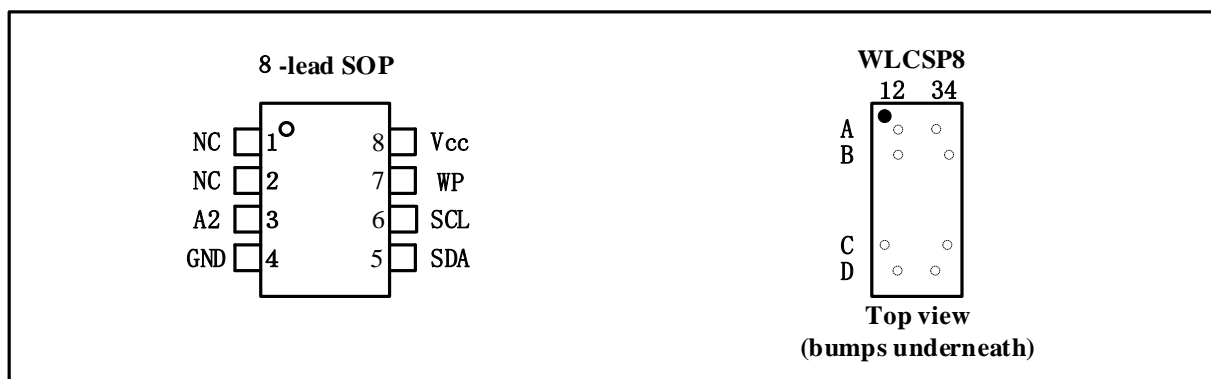 8 -lead SOP
NC 1 8 Vcc
NC 2 7 WP
A2 3 6 SCL
GND 4 5 SDA
WLCSP8
12 34
A
B
C
D
Top view
(bumps underneath)